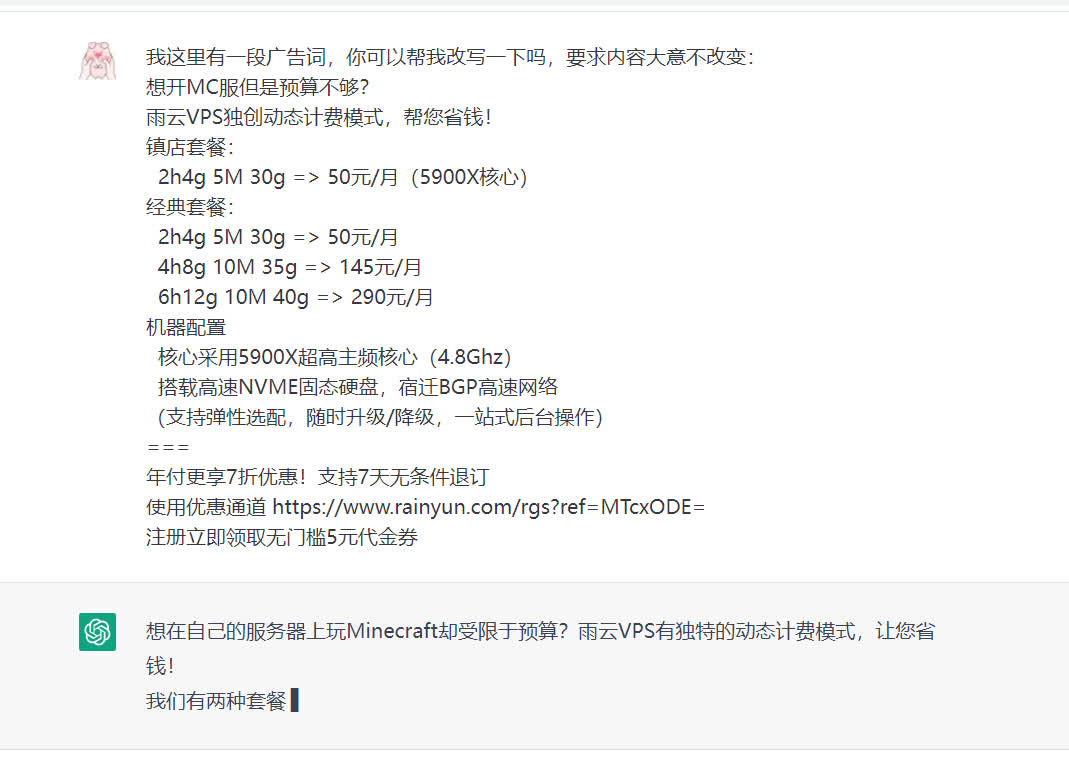 我这里有一段广告词，你可以帮我改写一下吗，要求内容大意不改变：
想开MC服但是预算不够？
雨云VPS独创动态计费模式，帮您省钱！
镇店套餐：
2h4g 5M 30g => 50元/月（5900X核心）
经典套餐：
2h4g 5M 30g => 50元/月
4h8g 10M 35g => 145元/月
6h12g 10M 40g => 290元/月
机器配置
核心采用5900X超高主频核心（4.8Ghz）
搭载高速NVME固态硬盘，宿迁BGP高速网络
（支持弹性选配，随时升级/降级，一站式后台操作）
===
年付更享7折优惠！支持7天无条件退订
使用优惠通道 https://www.rainyun.com/rgs?ref=MTcxODE=
注册立即领取无门槛5元代金券
想在自己的服务器上玩Minecraft却受限于预算？雨云VPS有独特的动态计费模式，让您省
钱！
我们有两种套餐